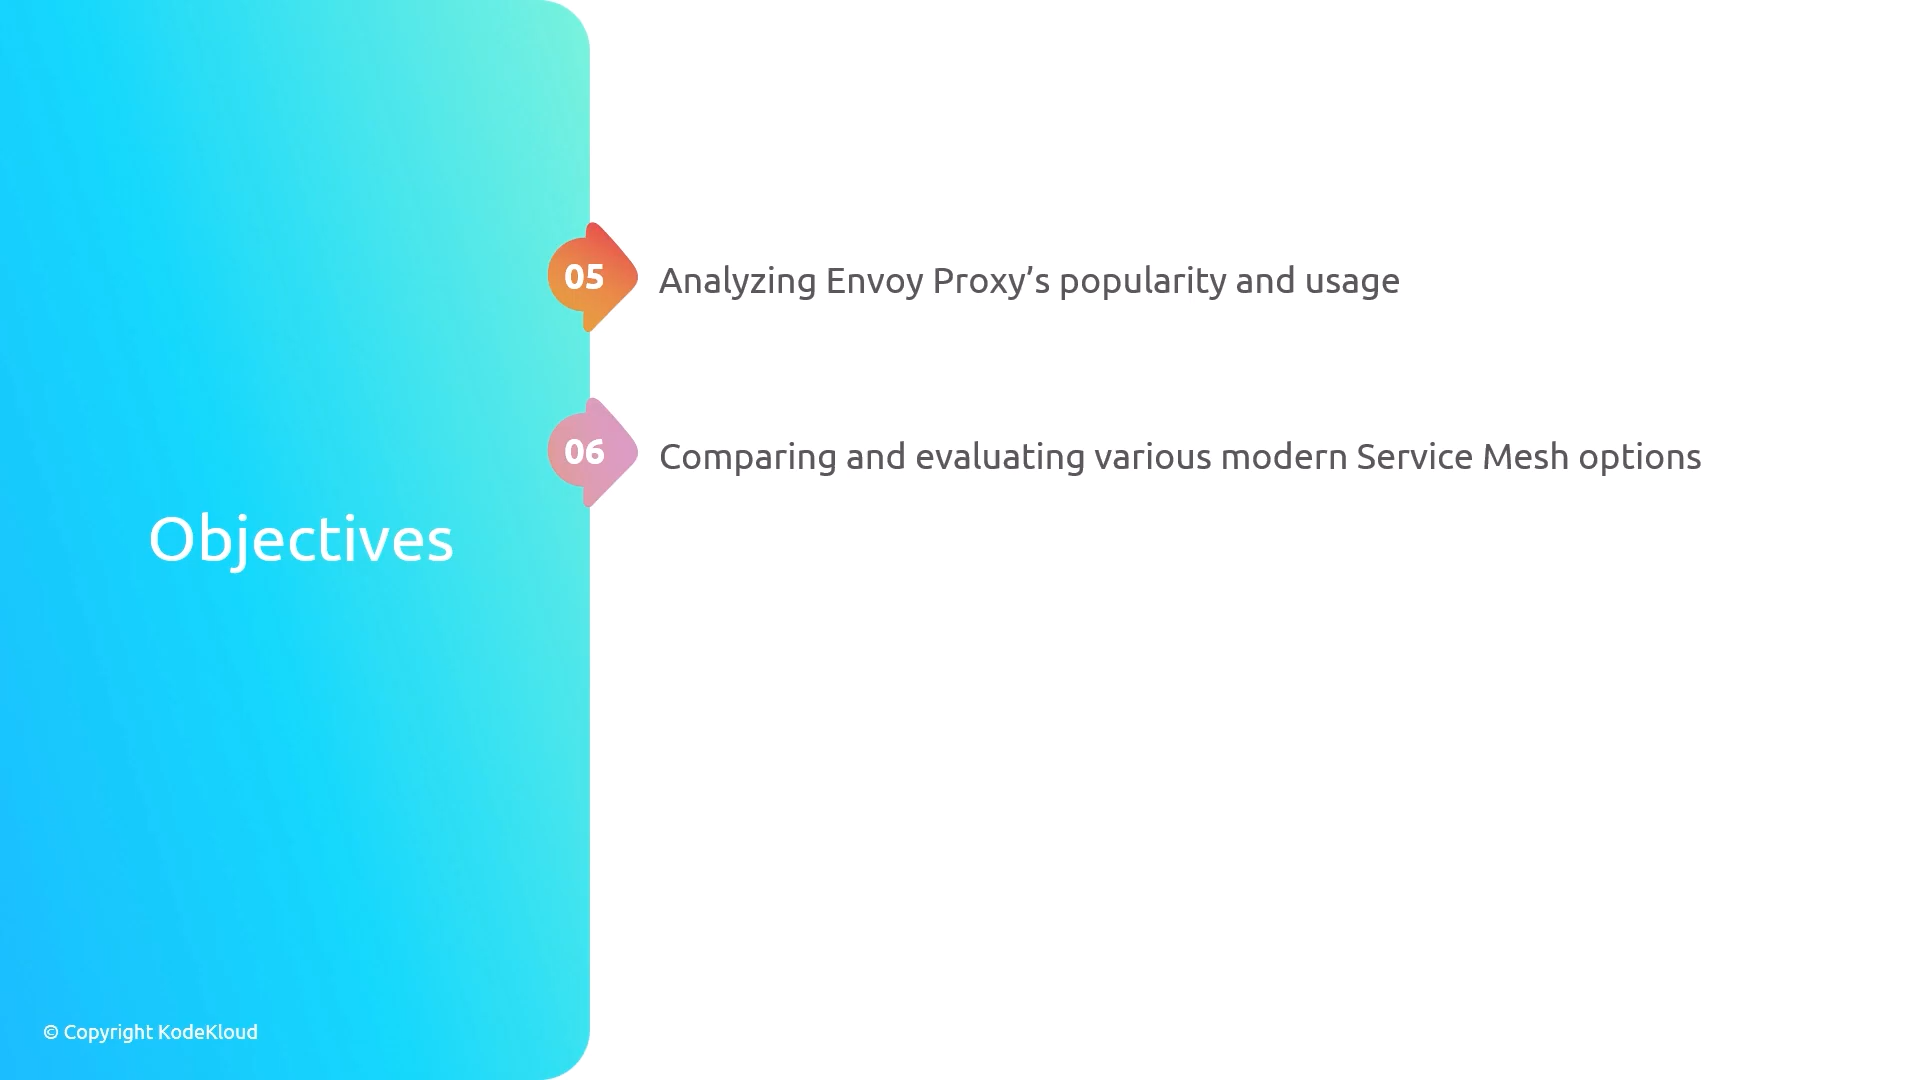 05
Analyzing Envoy Proxy’s popularity and usage
06
Comparing and evaluating various modern Service Mesh options
Objectives
© Copyright KodeKloud